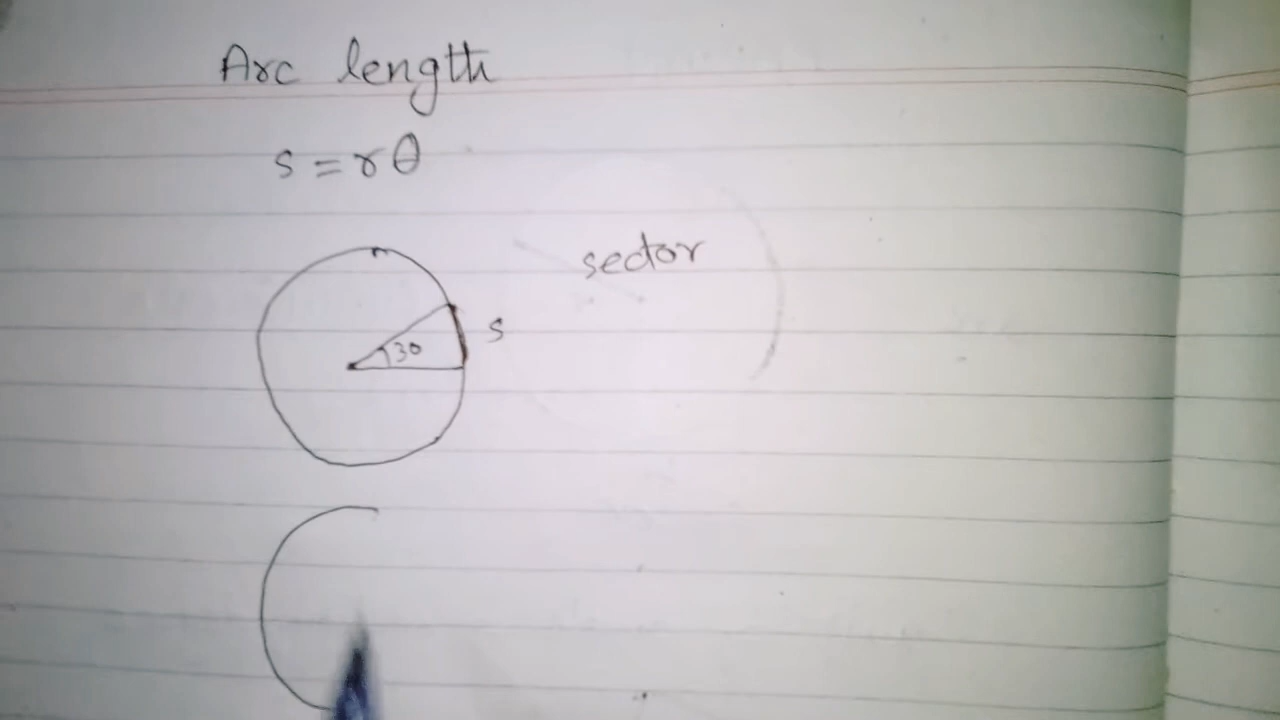 Arc length
s = rθ
sector
30
s